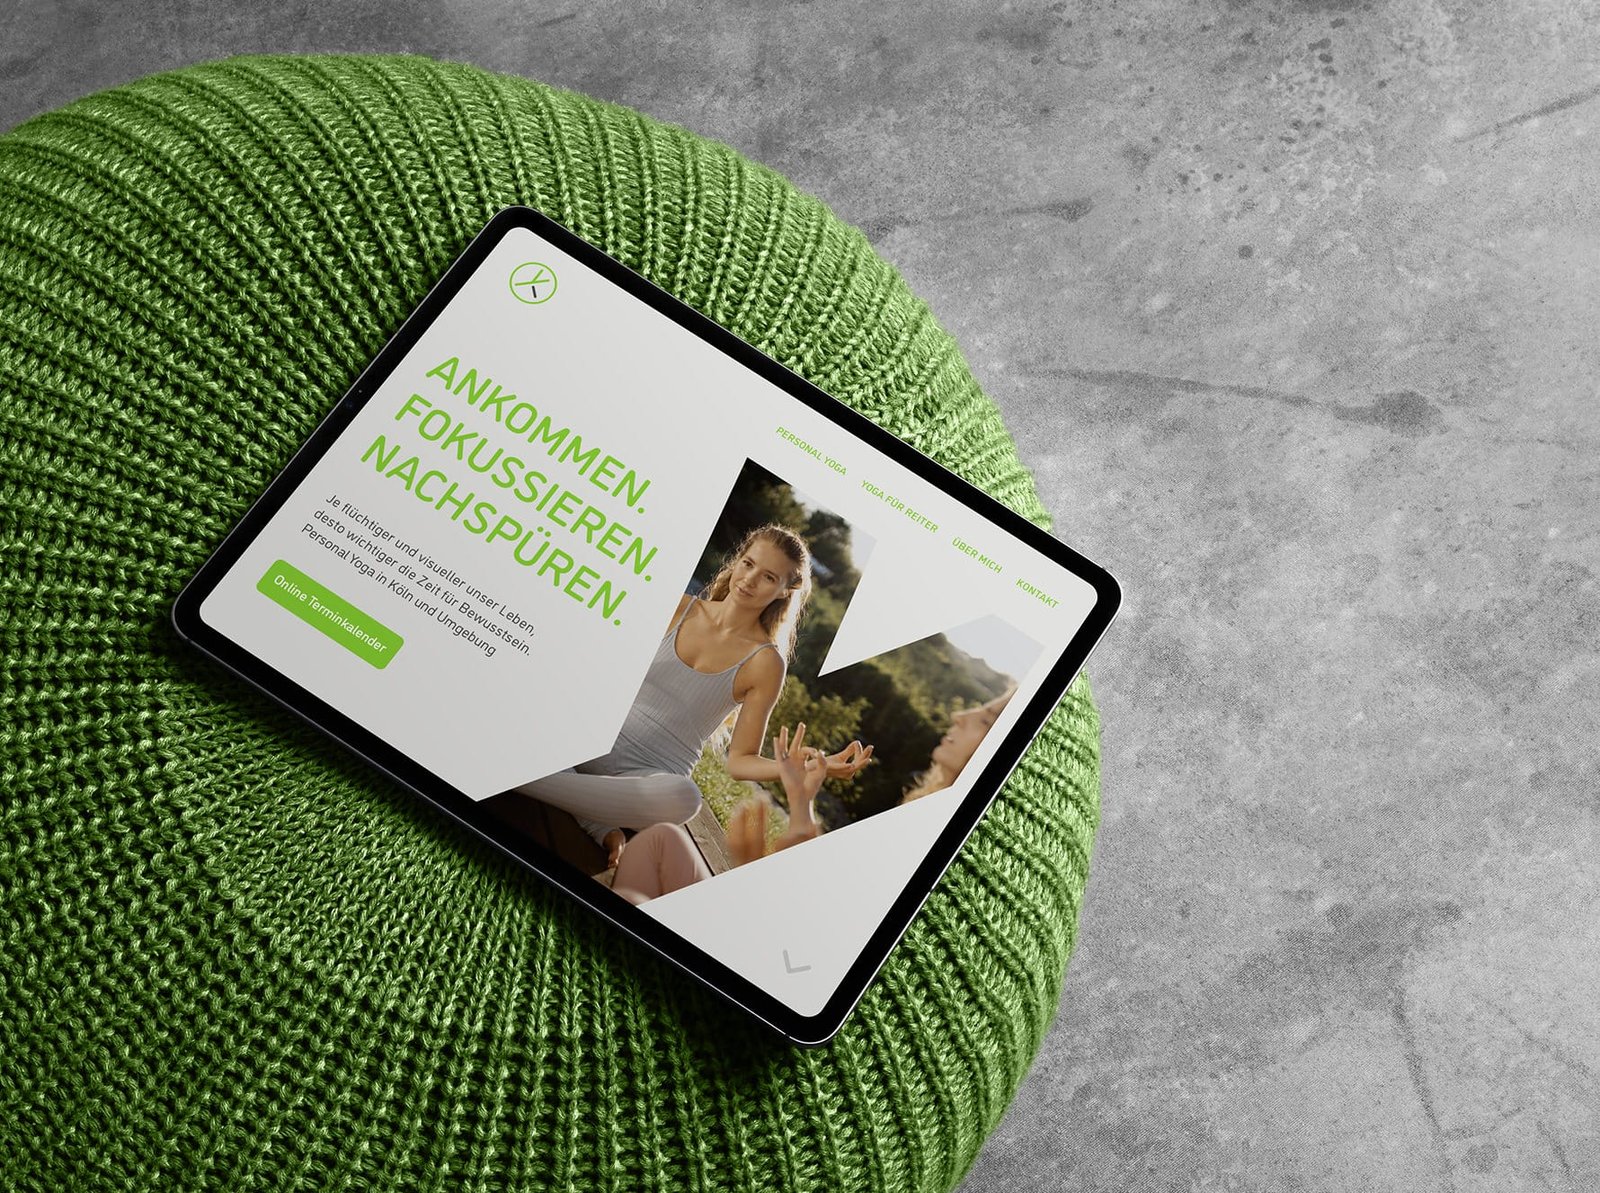 PERSONAL YOGA
YOGA FÜR REITER
ÜBER MICH
KONTAKT
ANKOMMEN.
FOKUSSIEREN.
NACHSPÜREN.
Je flüchtiger und visueller unser Leben,
desto wichtiger die Zeit für Bewusstsein.
Personal Yoga in Köln und Umgebung
Online Terminkalender